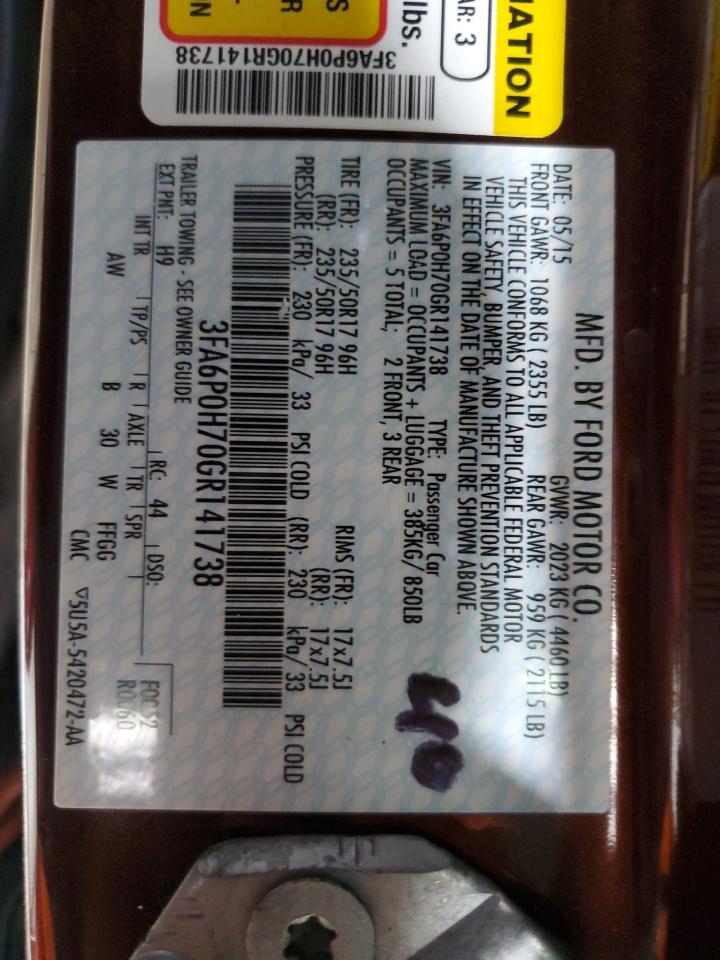 MATION
AR: 3
lbs.
3FA6P0H70GR141738
S
R
N
MFD. BY FORD MOTOR CO.
DATE: 05/15 GVWR: 2023 KG ( 4460 LB)
FRONT GAWR: 1068 KG ( 2355 LB) REAR GAWR: 959 KG ( 2115 LB)
THIS VEHICLE CONFORMS TO ALL APPLICABLE FEDERAL MOTOR
VEHICLE SAFETY, BUMPER, AND THEFT PREVENTION STANDARDS
IN EFFECT ON THE DATE OF MANUFACTURE SHOWN ABOVE.
VIN: 3FA6P0H70GR141738 TYPE: Passenger Car
MAXIMUM LOAD = OCCUPANTS + LUGGAGE = 385KG/ 850LB
OCCUPANTS = 5 TOTAL; 2 FRONT, 3 REAR
TIRE (FR): 235/50R17 96H RIMS (FR): 17x7.5J
(RR): 235/50R17 96H (RR): 17x7.5J
PRESSURE (FR): 230 kPa/ 33 PSI COLD (RR): 230 kPa/ 33 PSI COLD
3FA6P0H70GR141738
TRAILER TOWING - SEE OWNER GUIDE
EXT PNT: H9 RC: 44 DSO:
INT TR TP/PS R AXLE TR SPR
AW B 30 W FFGG
CMC ▽5U5A-5420472-AA